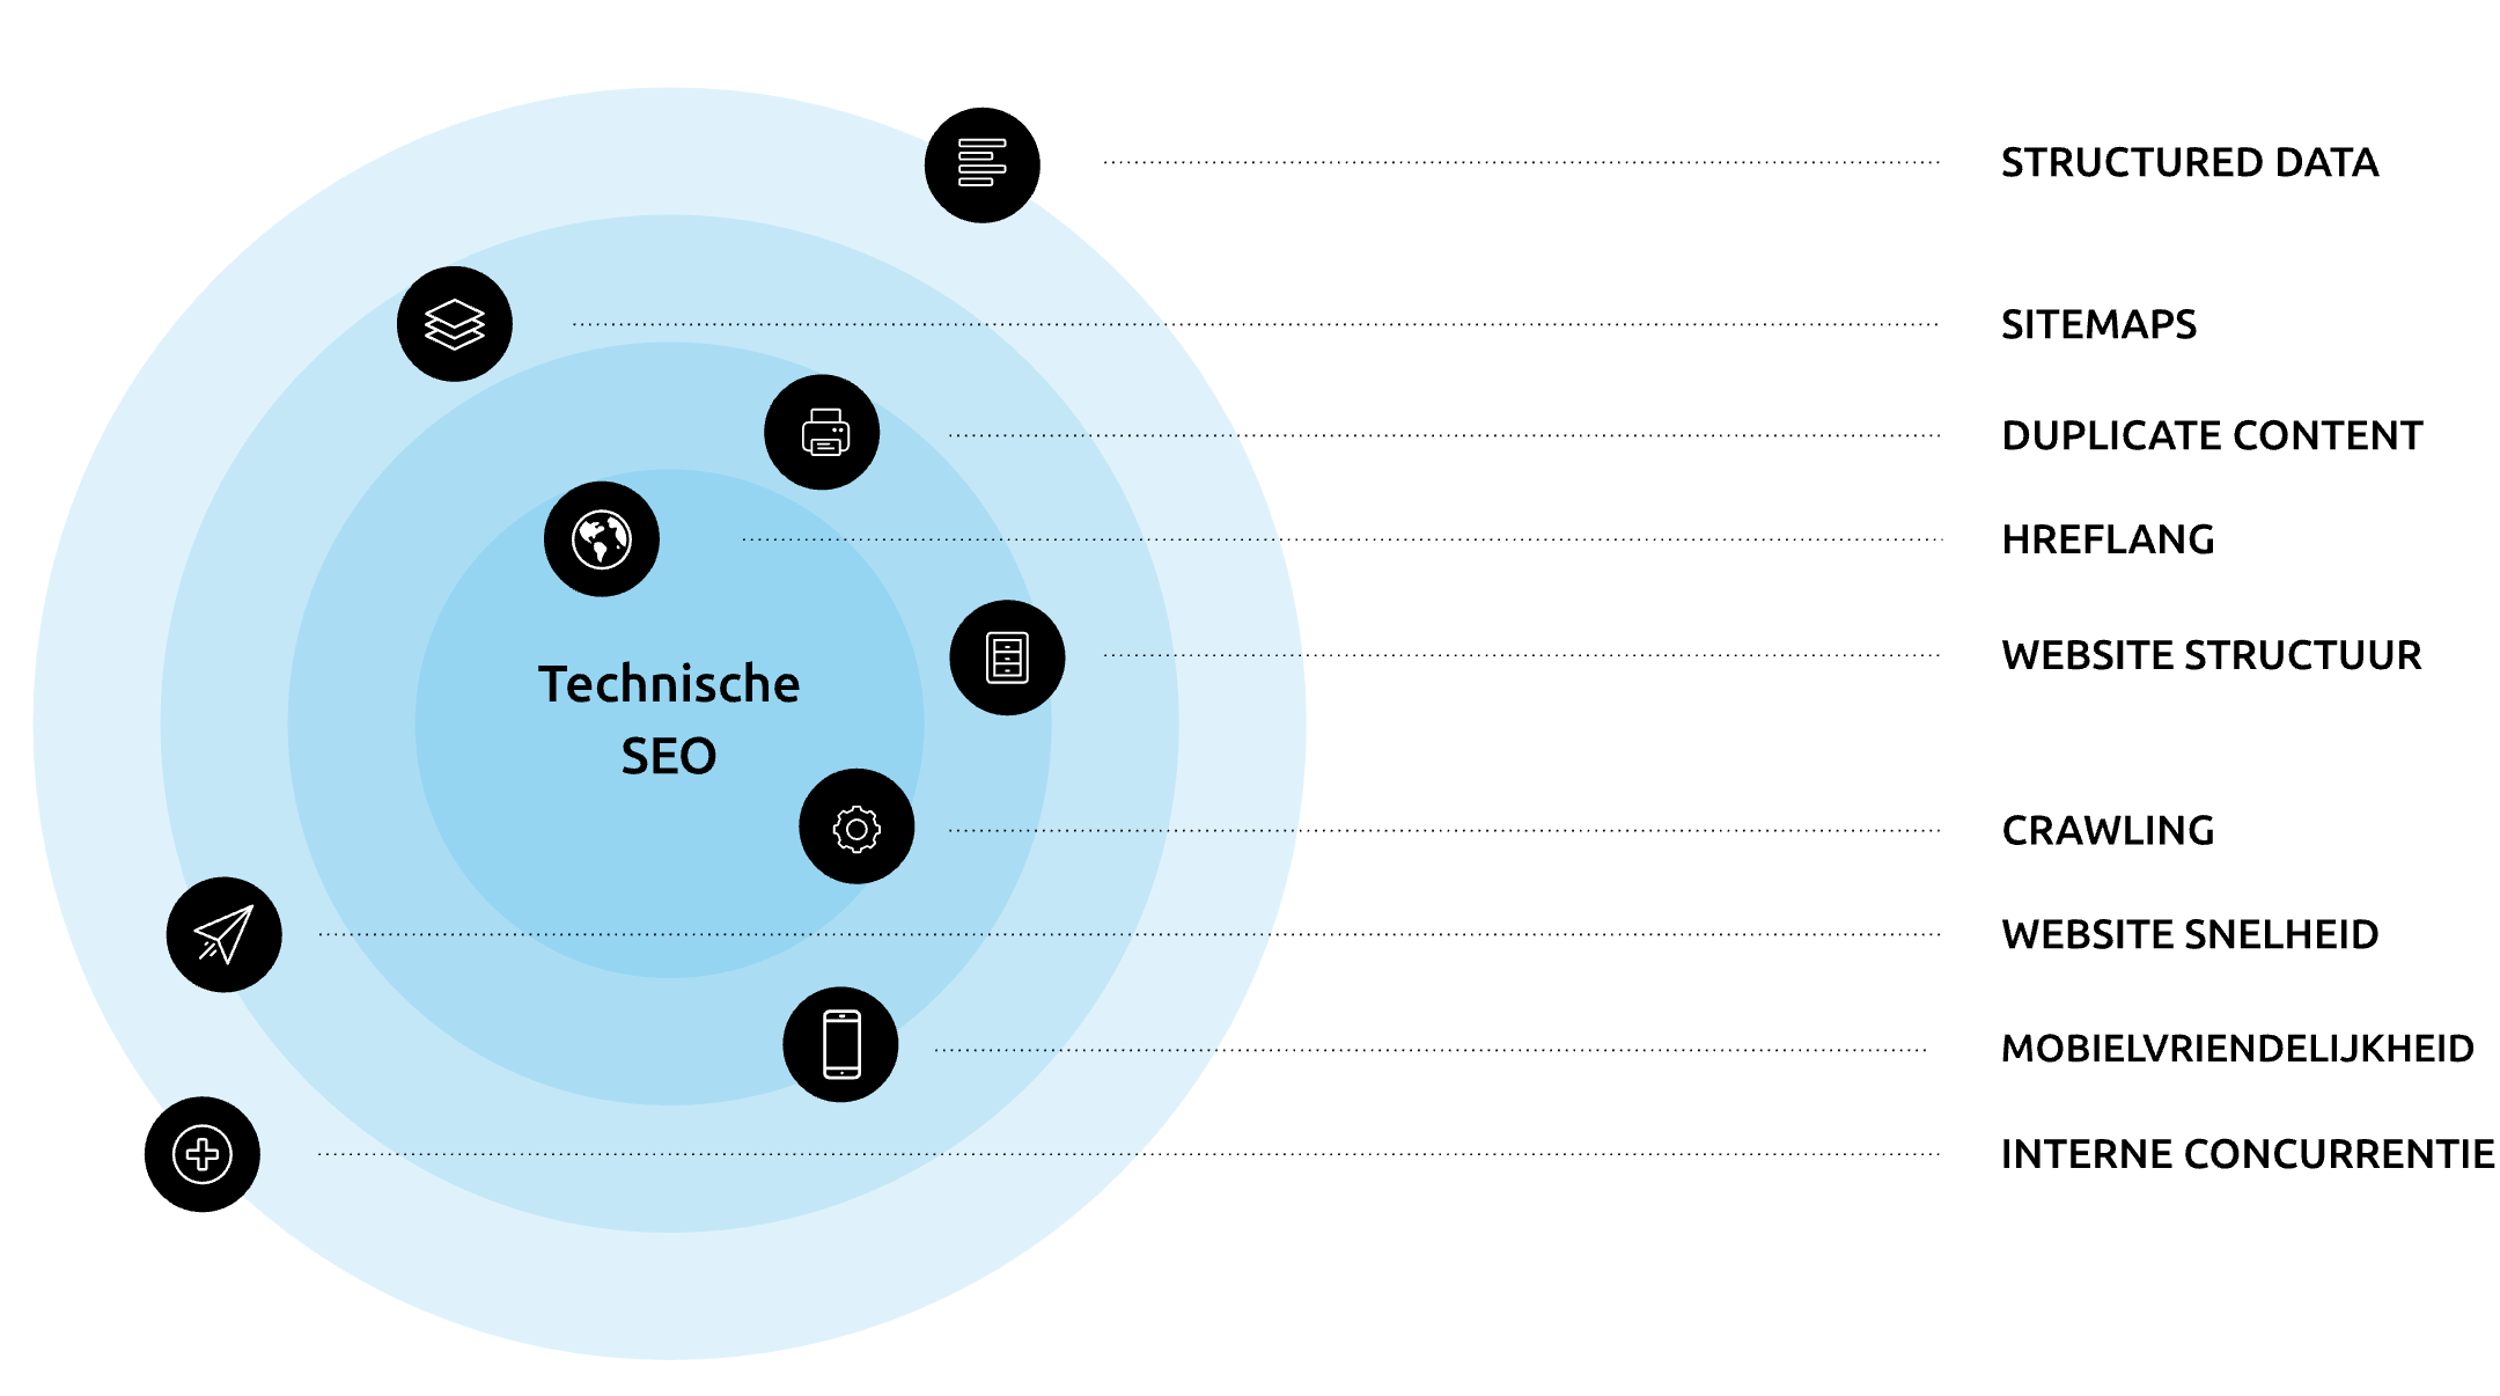 STRUCTURED DATA
SITEMAPS
DUPLICATE CONTENT
HREFLANG
WEBSITE STRUCTUUR
Technische
SEO
CRAWLING
WEBSITE SNELHEID
MOBIELVRIENDELIJKHEID
INTERNE CONCURRENTIE